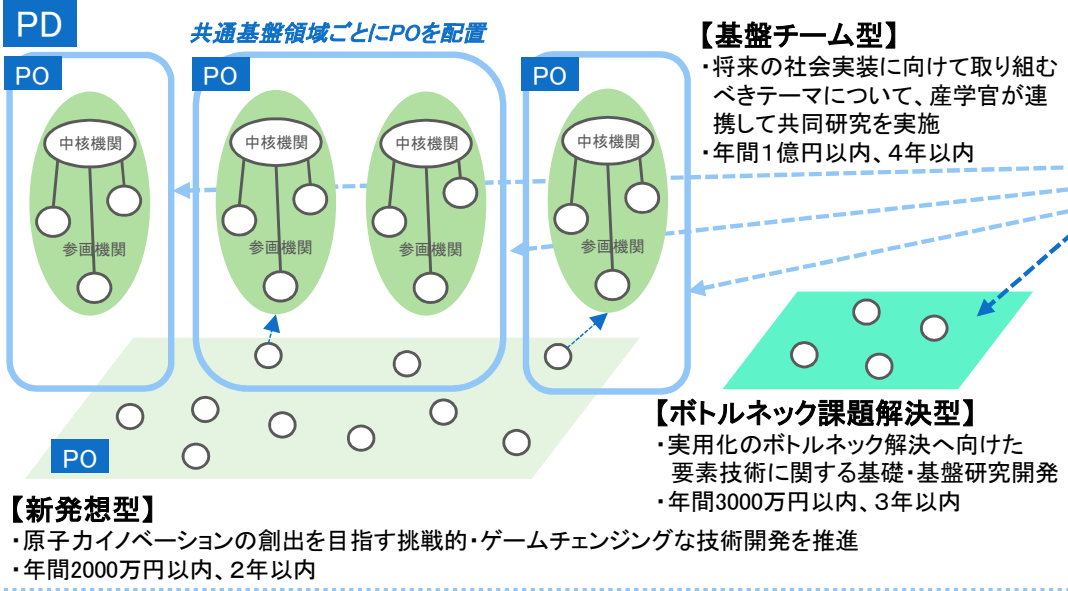 PD
共通基盤領域ごとにPOを配置
PO
PO
PO
中核機関
中核機関
中核機関
中核機関
参画機関
参画機関
参画機関
参画機関
【基盤チーム型】
・将来の社会実装に向けて取り組む
べきテーマについて、産学官が連
携して共同研究を実施
・年間1億円以内、4年以内
【ボトルネック課題解決型】
・実用化のボトルネック解決へ向けた
要素技術に関する基礎・基盤研究開発
・年間3000万円以内、3年以内
PO
【新発想型】
・原子力イノベーションの創出を目指す挑戦的・ゲームチェンジングな技術開発を推進
・年間2000万円以内、2年以内